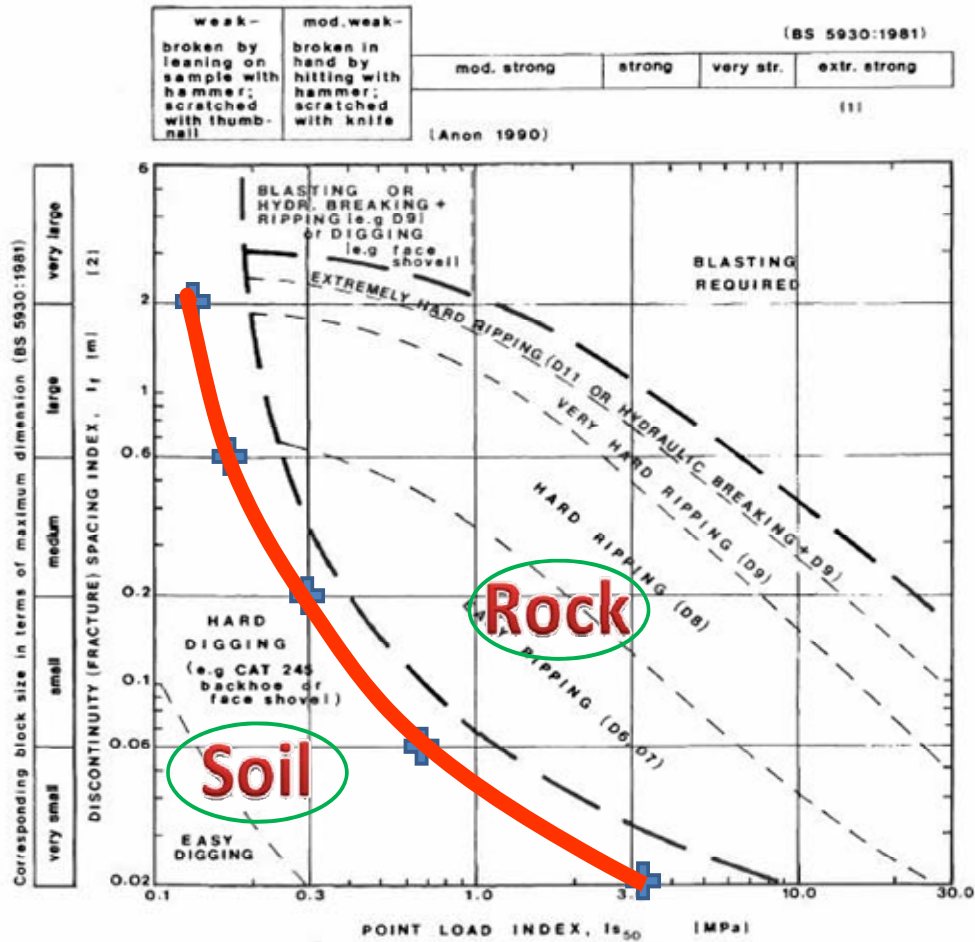 weak-
broken by
leaning on
sample with
hammer;
scratched
with thumb-
nail
mod.weak-
broken in
hand by
hitting with
hammer;
scratched
with knife
(BS 5930:1981)
mod. strong
strong
very str.
extr. strong
(1)
(Anon 1990)
Corresponding block size in terms of maximum dimension (BS 5930:1981)
very large
large
medium
small
very small
DISCONTINUITY (FRACTURE) SPACING INDEX, If [m]
[2]
6
2
1
0.6
0.2
0.1
0.06
0.02
BLASTING OR
HYDR. BREAKING +
RIPPING (e.g D9)
or DIGGING
(e.g face
shovel)
BLASTING
REQUIRED
EXTREMELY HARD RIPPING (D11 OR HYDRAULIC BREAKING + D9)
VERY HARD RIPPING (D9)
HARD RIPPING (D8)
RIPPING (D6-D7)
Rock
HARD
DIGGING
(e.g CAT 245
backhoe or
face shovel)
Soil
EASY
DIGGING
0.1
0.3
1.0
3.0
10.0
30.0
POINT LOAD INDEX, Is50 [MPa]